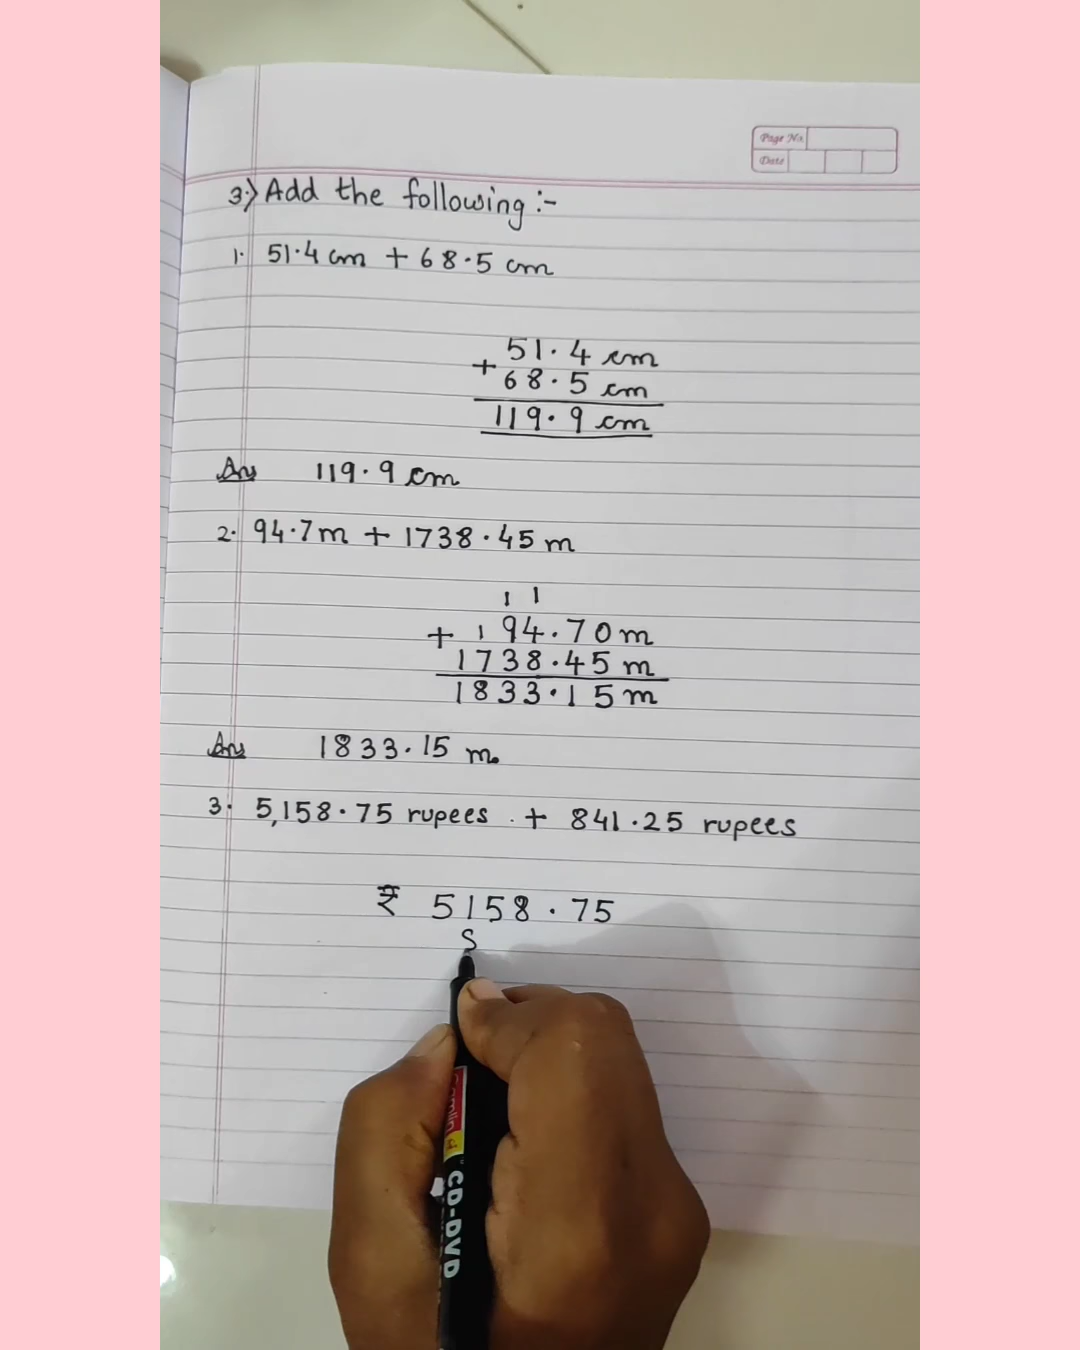 Page No.
Date
3.) Add the following :-
1. 51.4 cm + 68.5 cm
51.4 cm
+ 68.5 cm
119.9 cm
Ans 119.9 cm
2. 94.7m + 1738.45 m
1 1
+ 1 94.70 m
1738.45 m
1833.15 m
Ans 1833.15 m.
3. 5,158.75 rupees + 841.25 rupees
₹ 5158.75
Camlin
CD-DVD